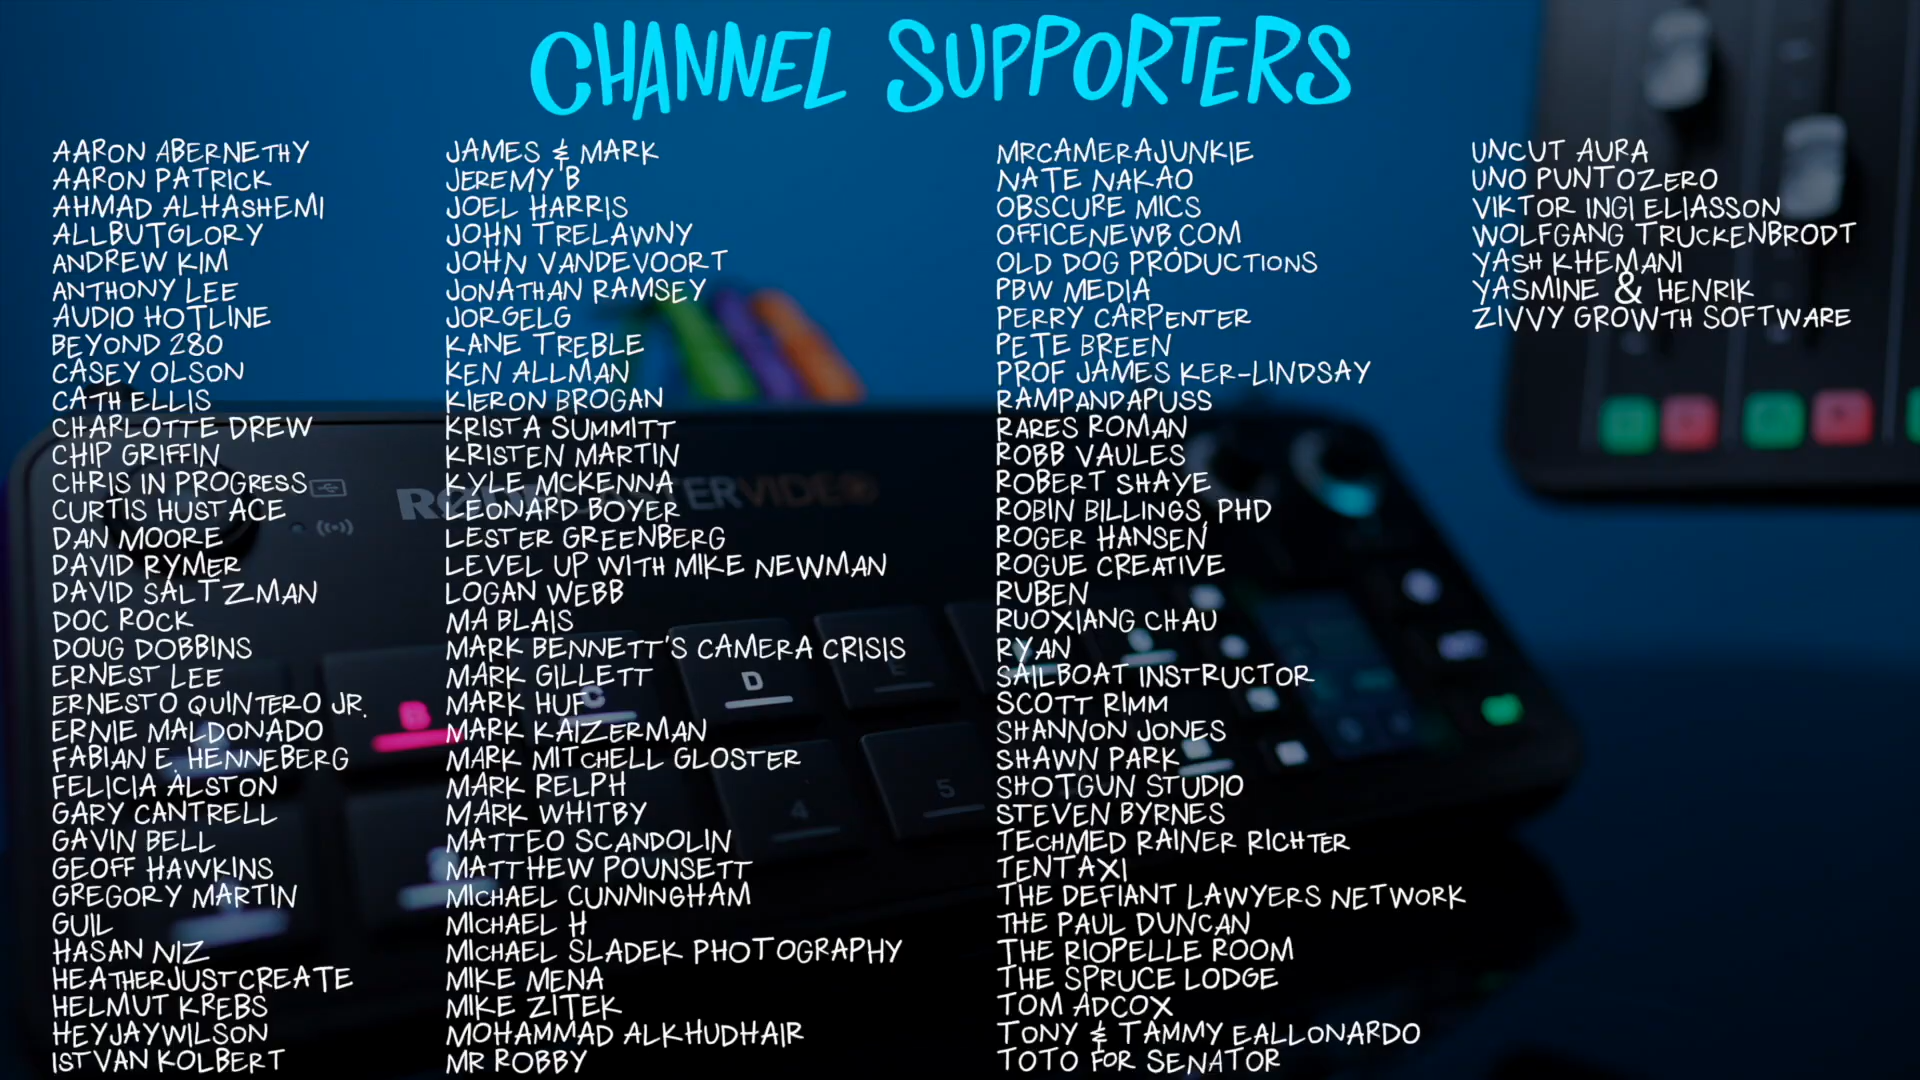 CHANNEL SUPPORTERS
AARON ABERNETHY
AARON PATRICK
AHMAD ALHASHEMI
ALLBUTGLORY
ANDREW KIM
ANTHONY LEE
AUDIO HOTLINE
BEYOND 280
CASEY OLSON
CATH ELLIS
CHARLOTTE DREW
CHIP GRIFFIN
CHRIS IN PROGRESS
CURTIS HUSTACE
DAN MOORE
DAVID RYMER
DAVID SALTZMAN
DOC ROCK
DOUG DOBBINS
ERNEST LEE
ERNESTO QUINTERO JR.
ERNIE MALDONADO
FABIAN E. HENNEBERG
FELICIA ALSTON
GARY CANTRELL
GAVIN BELL
GEOFF HAWKINS
GREGORY MARTIN
GUIL
HASAN NIZ
HEATHERJUSTCREATE
HELMUT KREBS
HEYJAYWILSON
ISTVAN KOLBERT
JAMES & MARK
JEREMY B
JOEL HARRIS
JOHN TRELAWNY
JOHN VANDEVOORT
JONATHAN RAMSEY
JORGELG
KANE TREBLE
KEN ALLMAN
KIERON BROGAN
KRISTA SUMMITT
KRISTEN MARTIN
KYLE MCKENNA
LEONARD BOYER
LESTER GREENBERG
LEVEL UP WITH MIKE NEWMAN
LOGAN WEBB
MA BLAIS
MARK BENNETT'S CAMERA CRISIS
MARK GILLETT
MARK HUF
MARK KAIZERMAN
MARK MITCHELL GLOSTER
MARK RELPH
MARK WHITBY
MATTEO SCANDOLIN
MATTHEW POUNSETT
MICHAEL CUNNINGHAM
MICHAEL H
MICHAEL SLADEK PHOTOGRAPHY
MIKE MENA
MIKE ZITEK
MOHAMMAD ALKHUDHAIR
MR ROBBY
MRCAMERAJUNKIE
NATE NAKAO
OBSCURE MICS
OFFICENEWB.COM
OLD DOG PRODUCTIONS
PBW MEDIA
PERRY CARPENTER
PETE BREEN
PROF JAMES KER-LINDSAY
RAMPANDAPUSS
RARES ROMAN
ROBB VAULES
ROBERT SHAYE
ROBIN BILLINGS, PHD
ROGER HANSEN
ROGUE CREATIVE
RUBEN
RUOXIANG CHAU
RYAN
SAILBOAT INSTRUCTOR
SCOTT RIMM
SHANNON JONES
SHAWN PARK
SHOTGUN STUDIO
STEVEN BYRNES
TECHMED RAINER RICHTER
TENTAXI
THE DEFIANT LAWYERS NETWORK
THE PAUL DUNCAN
THE RIOPELLE ROOM
THE SPRUCE LODGE
TOM ADCOX
TONY & TAMMY EALLONARDO
TOTO FOR SENATOR
UNCUT AURA
UNO PUNTOZERO
VIKTOR INGI ELIASSON
WOLFGANG TRUCKENBRODT
YASH KHEMANI
YASMINE & HENRIK
ZIVVY GROWTH SOFTWARE
VIDEO
B
C
D
E
4
5